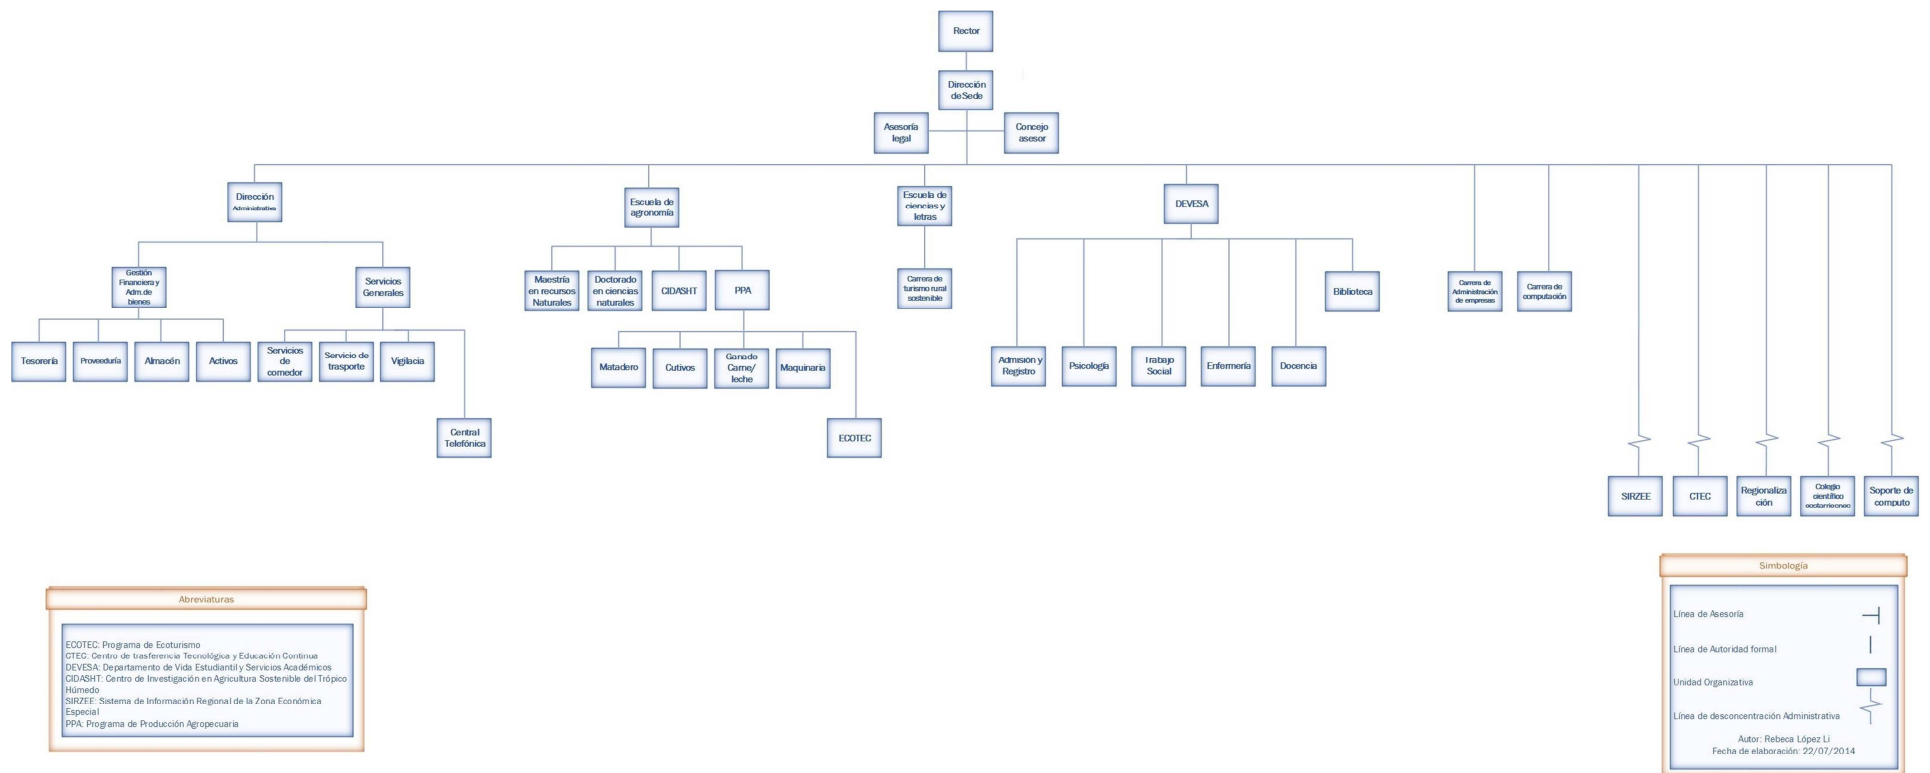 Rector
Dirección
de Sede
Asesoría
legal
Concejo
asesor
Dirección
Administrativa
Escuela de
agronomía
Escuela de
ciencias y
letras
DEVESA
Gestión
Financiera y
Adm. de
bienes
Servicios
Generales
Maestría
en recursos
Naturales
Doctorado
en ciencias
naturales
CIDASHT
PPA
Carrera de
turismo rural
sostenible
Biblioteca
Carrera de
Administración
de empresas
Carrera de
computación
Tesorería
Proveeduría
Almacén
Activos
Servicios
de
comedor
Servicio de
trasporte
Vigilacia
Matadero
Cutivos
Ganado
Carne/
leche
Maquinaria
Admisión y
Registro
Psicología
Trabajo
Social
Enfermería
Docencia
Central
Telefónica
ECOTEC
SIRZEE
CTEC
Regionaliza
ción
Colegio
científico
costarricence
Soporte de
computo
Abreviaturas
ECOTEC: Programa de Ecoturismo
CTEC: Centro de trasferencia Tecnológica y Educación Continua
DEVESA: Departamento de Vida Estudiantil y Servicios Académicos
CIDASHT: Centro de Investigación en Agricultura Sostenible del Trópico
Húmedo
SIRZEE: Sistema de Información Regional de la Zona Económica
Especial
PPA: Programa de Producción Agropecuaria
Simbología
Línea de Asesoría
Línea de Autoridad formal
Unidad Organizativa
Línea de desconcentración Administrativa
Autor: Rebeca López Li
Fecha de elaboración: 22/07/2014